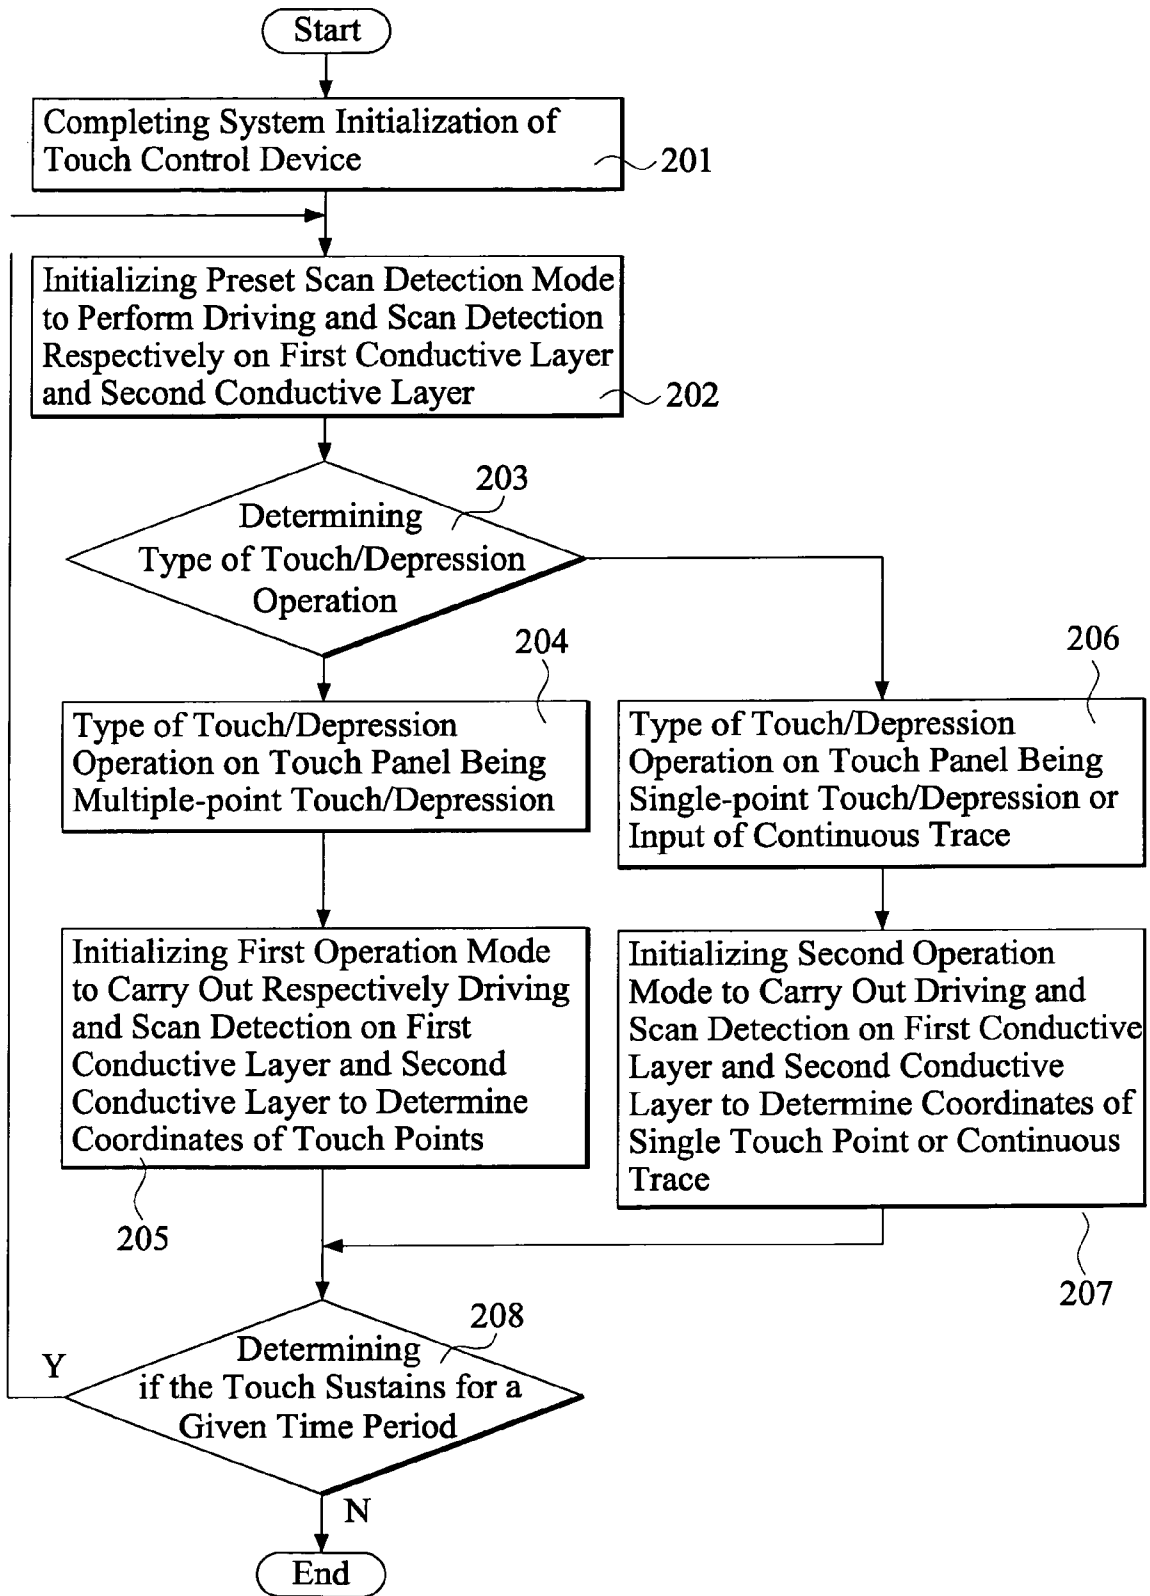 Start
Completing System Initialization of
Touch Control Device
201
Initializing Preset Scan Detection Mode
to Perform Driving and Scan Detection
Respectively on First Conductive Layer
and Second Conductive Layer
202
203
Determining
Type of Touch/Depression
Operation
204
Type of Touch/Depression
Operation on Touch Panel Being
Multiple-point Touch/Depression
206
Type of Touch/Depression
Operation on Touch Panel Being
Single-point Touch/Depression or
Input of Continuous Trace
Initializing First Operation Mode
to Carry Out Respectively Driving
and Scan Detection on First
Conductive Layer and Second
Conductive Layer to Determine
Coordinates of Touch Points
205
Initializing Second Operation
Mode to Carry Out Driving and
Scan Detection on First Conductive
Layer and Second Conductive
Layer to Determine Coordinates of
Single Touch Point or Continuous
Trace
207
208
Determining
if the Touch Sustains for a
Given Time Period
Y
N
End